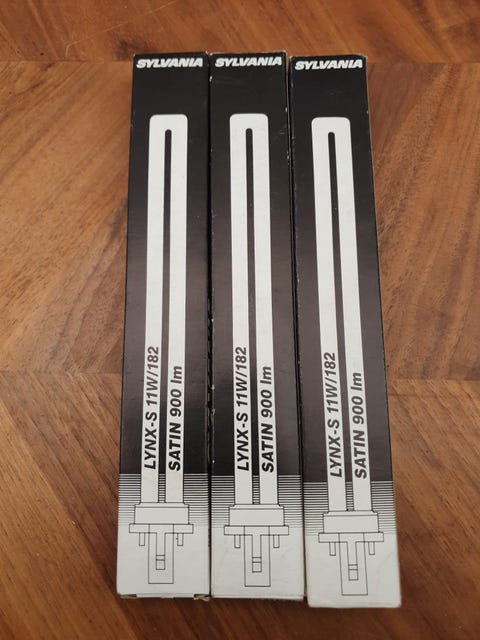 SYLVANIA
LYNX-S 11W/182
SATIN 900 lm
SYLVANIA
LYNX-S 11W/182
SATIN 900 lm
SYLVANIA
LYNX-S 11W/182
SATIN 900 lm